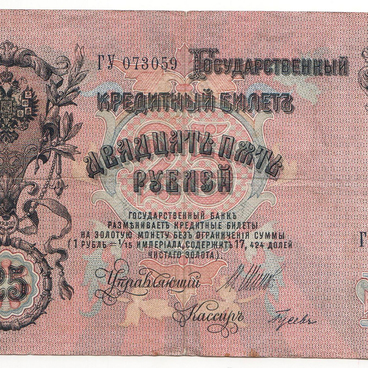 ГУ 073059 Государственный
Кредитный Билетъ
Двадцать пять
Рублей
Государственный Банкъ
размѣниваетъ кредитные билеты
на золотую монету безъ ограниченія суммы
(1 рубль = 1/15 имперіала, содержитъ 17,424 долей
чистаго золота).
Управляющій
Кассиръ
25